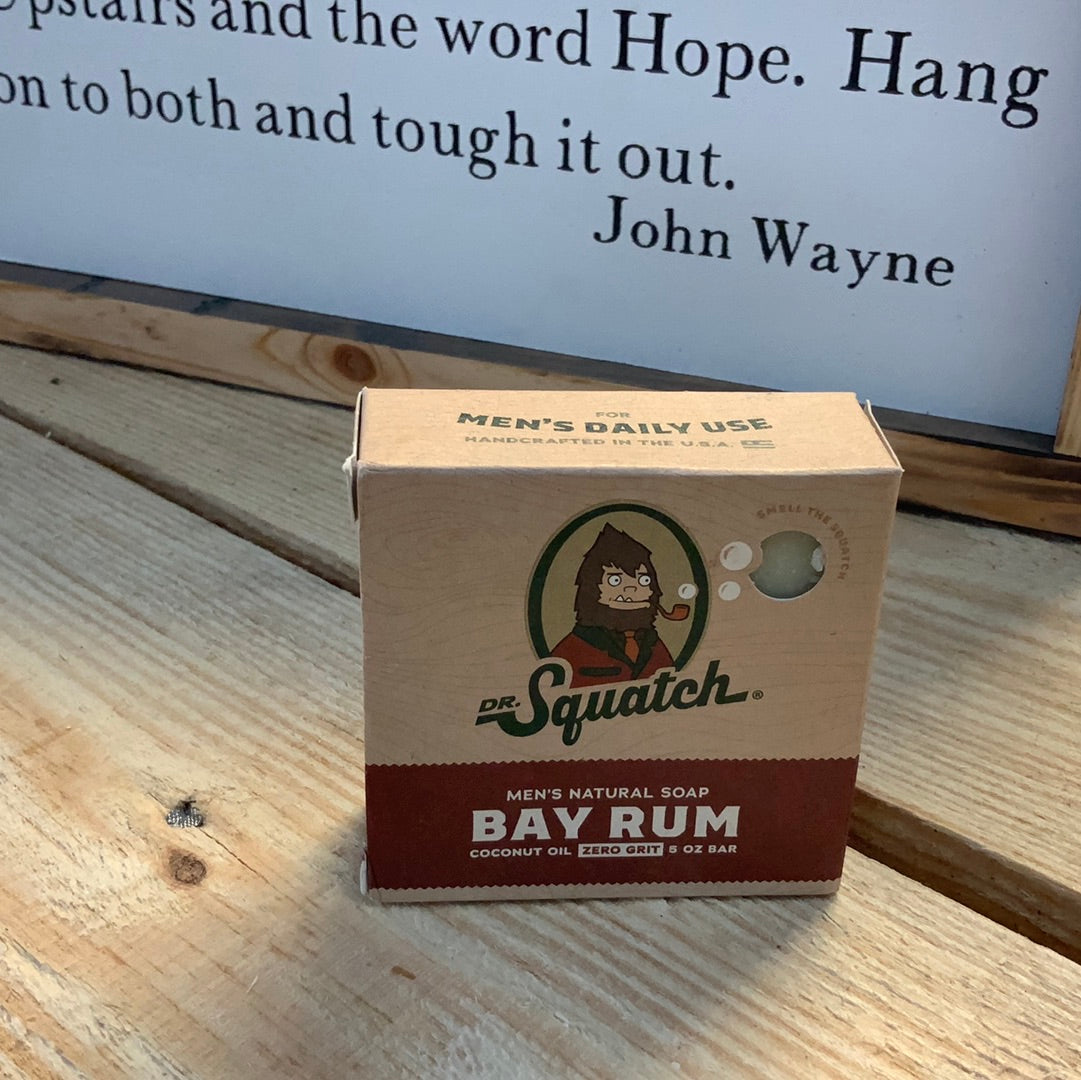 Upstairs and the word Hope. Hang
on to both and tough it out.
John Wayne
FOR
MEN'S DAILY USE
HANDCRAFTED IN THE U.S.A.
SMELL THE SQUATCH
DR. Squatch®
MEN'S NATURAL SOAP
BAY RUM
COCONUT OIL ZERO GRIT 5 OZ BAR